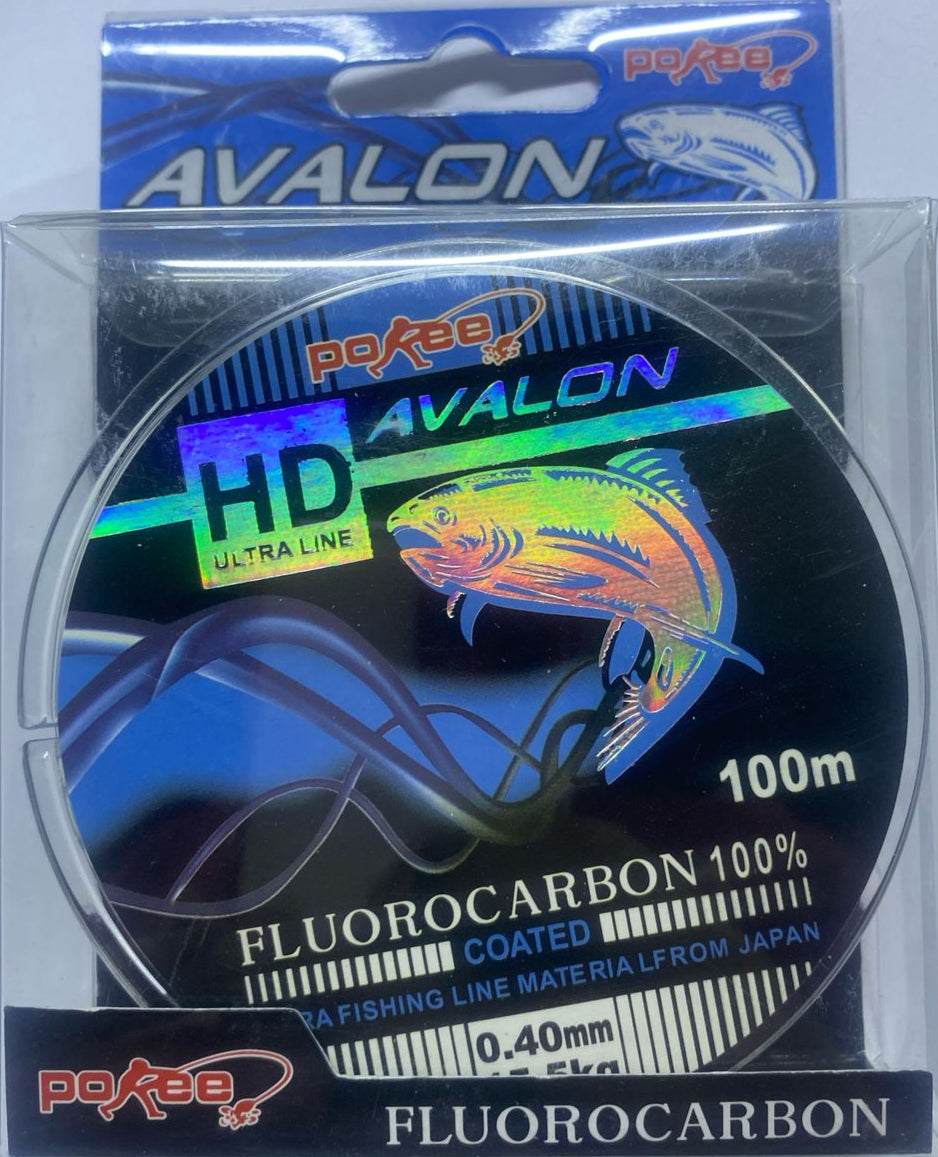 poKee
AVALON
poKee
AVALON
HD
ULTRA LINE
100m
FLUOROCARBON 100%
COATED
RA FISHING LINE MATERIA LFROM JAPAN
0.40mm
poKee
FLUOROCARBON